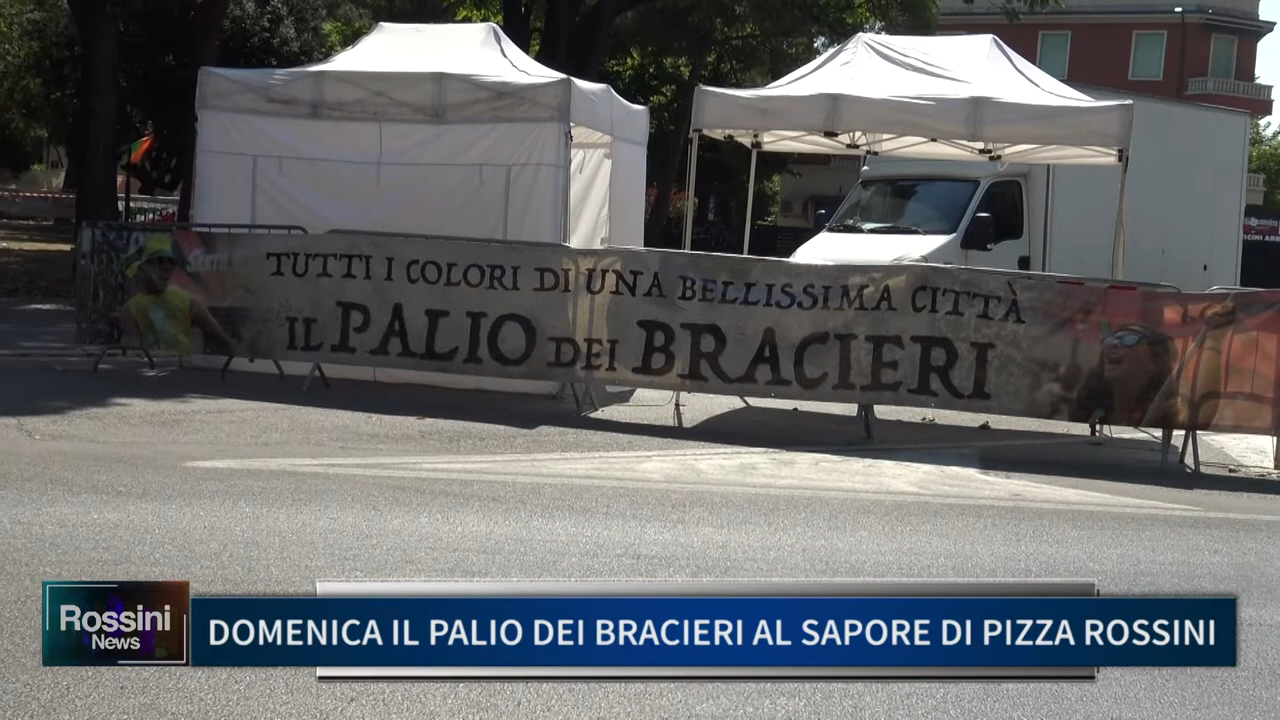 TUTTI I COLORI DI UNA BELLISSIMA CITTÀ
IL PALIO DEI BRACIERI
Rossini
News
DOMENICA IL PALIO DEI BRACIERI AL SAPORE DI PIZZA ROSSINI